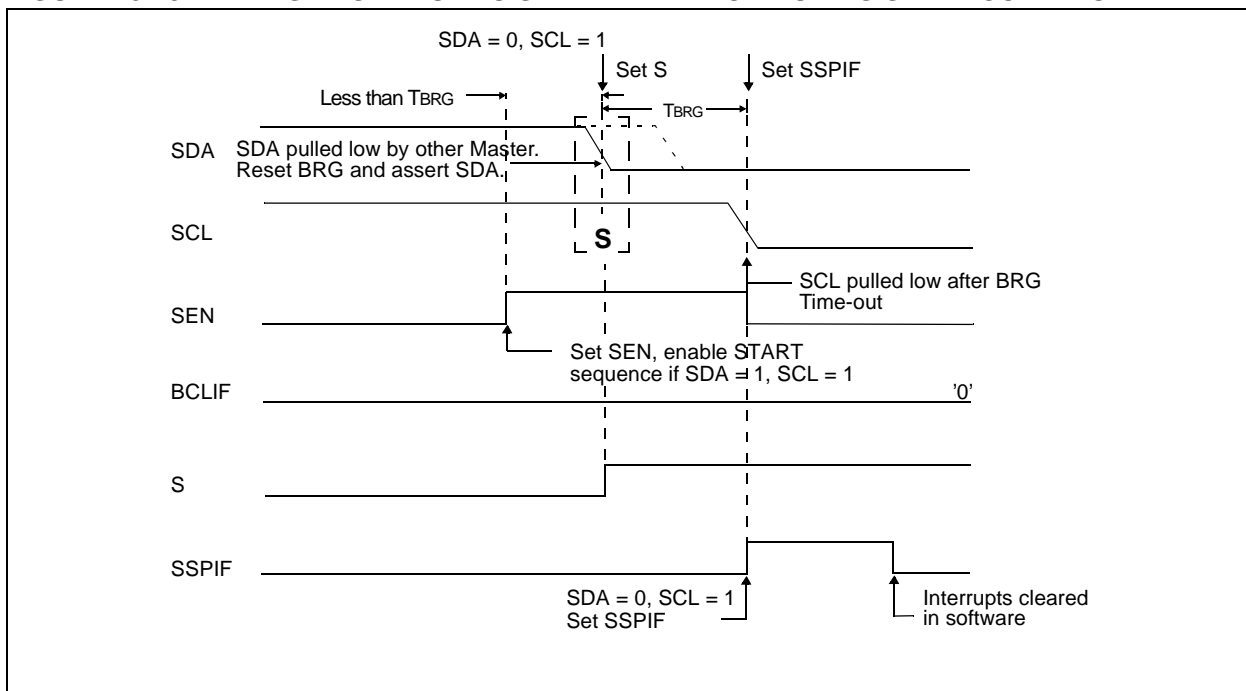 SDA = 0, SCL = 1
Set S
Set SSPIF
Less than TBRG
TBRG
SDA
SDA pulled low by other Master.
Reset BRG and assert SDA.
SCL
S
SCL pulled low after BRG
Time-out
SEN
Set SEN, enable START
sequence if SDA = 1, SCL = 1
BCLIF
'0'
S
SSPIF
SDA = 0, SCL = 1
Set SSPIF
Interrupts cleared
in software